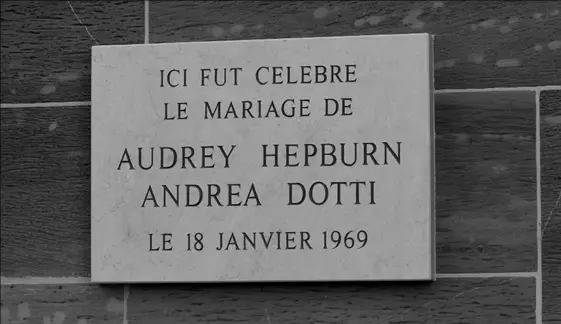 ICI FUT CELEBRE
LE MARIAGE DE
AUDREY HEPBURN
ANDREA DOTTI
LE 18 JANVIER 1969